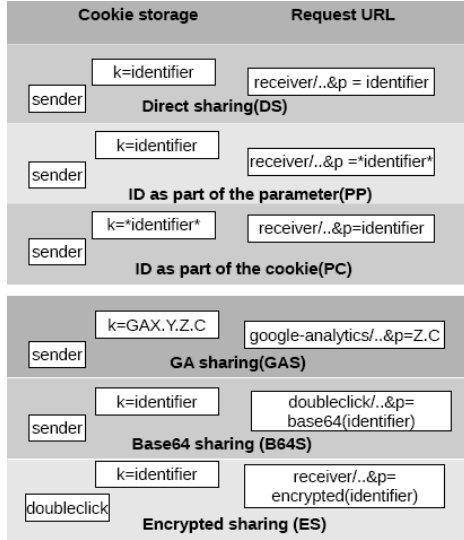 Cookie storage Request URL
k=identifier
receiver/..&p = identifier
sender
Direct sharing(DS)
k=identifier
receiver/..&p =*identifier*
sender
ID as part of the parameter(PP)
k=*identifier*
receiver/..&p=identifier
sender
ID as part of the cookie(PC)
k=GAX.Y.Z.C
google-analytics/..&p=Z.C
sender
GA sharing(GAS)
k=identifier
doubleclick/..&p=
base64(identifier)
sender
Base64 sharing (B64S)
k=identifier
receiver/..&p=
encrypted(identifier)
doubleclick
Encrypted sharing (ES)